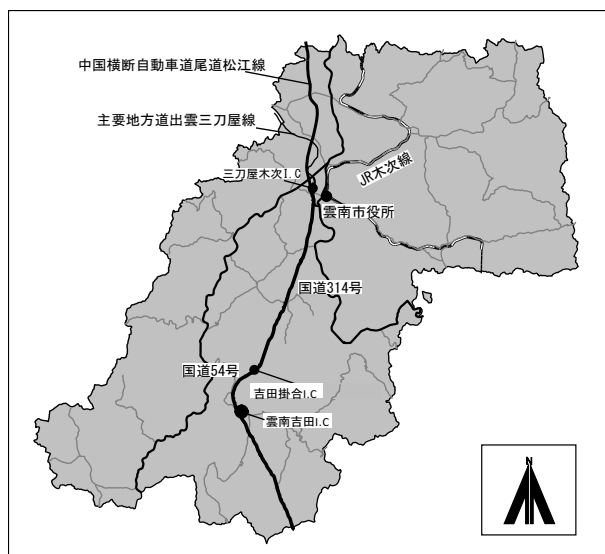 中国横断自動車道尾道松江線
主要地方道出雲三刀屋線
三刀屋木次I.C
JR木次線
雲南市役所
国道314号
国道54号
吉田掛合I.C
雲南吉田I.C
N